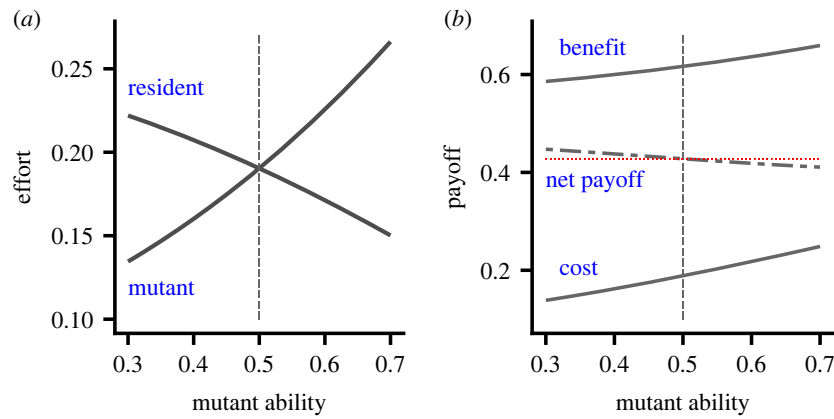 (a)
0.25
0.20
0.15
0.10
effort
resident
mutant
0.3 0.4 0.5 0.6 0.7
mutant ability
(b)
0.6
0.4
0.2
payoff
benefit
net payoff
cost
0.3 0.4 0.5 0.6 0.7
mutant ability